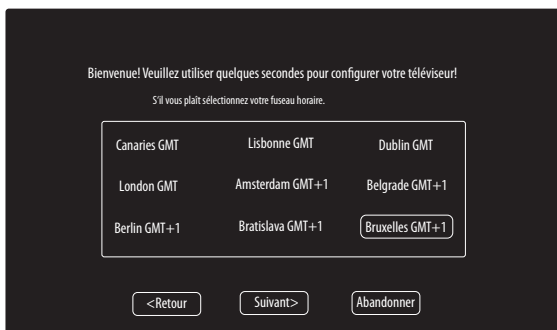 Bienvenue! Veuillez utiliser quelques secondes pour configurer votre téléviseur!
S'il vous plaît sélectionnez votre fuseau horaire.
Canaries GMT Lisbonne GMT Dublin GMT
London GMT Amsterdam GMT+1 Belgrade GMT+1
Berlin GMT+1 Bratislava GMT+1 Bruxelles GMT+1
<Retour Suivant> Abandonner